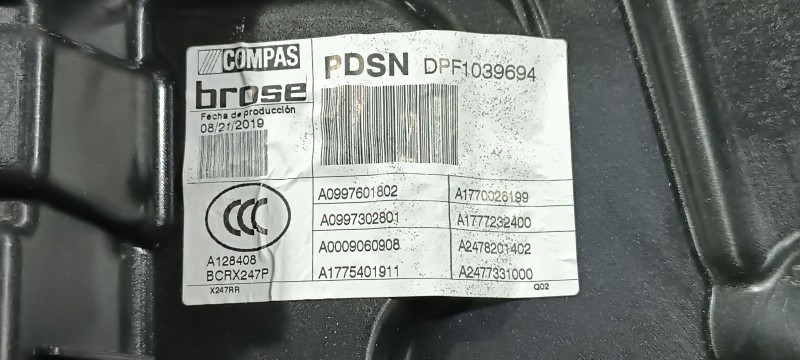 COMPAS
PDSN DPF1039694
brose
Fecha de producción
08/21/2019
A0997601802 A1770026199
A0997302801 A1777232400
A0009060908 A2478201402
A1775401911 A2477331000
CCC
A128408
BCRX247P
X247RR
Q02